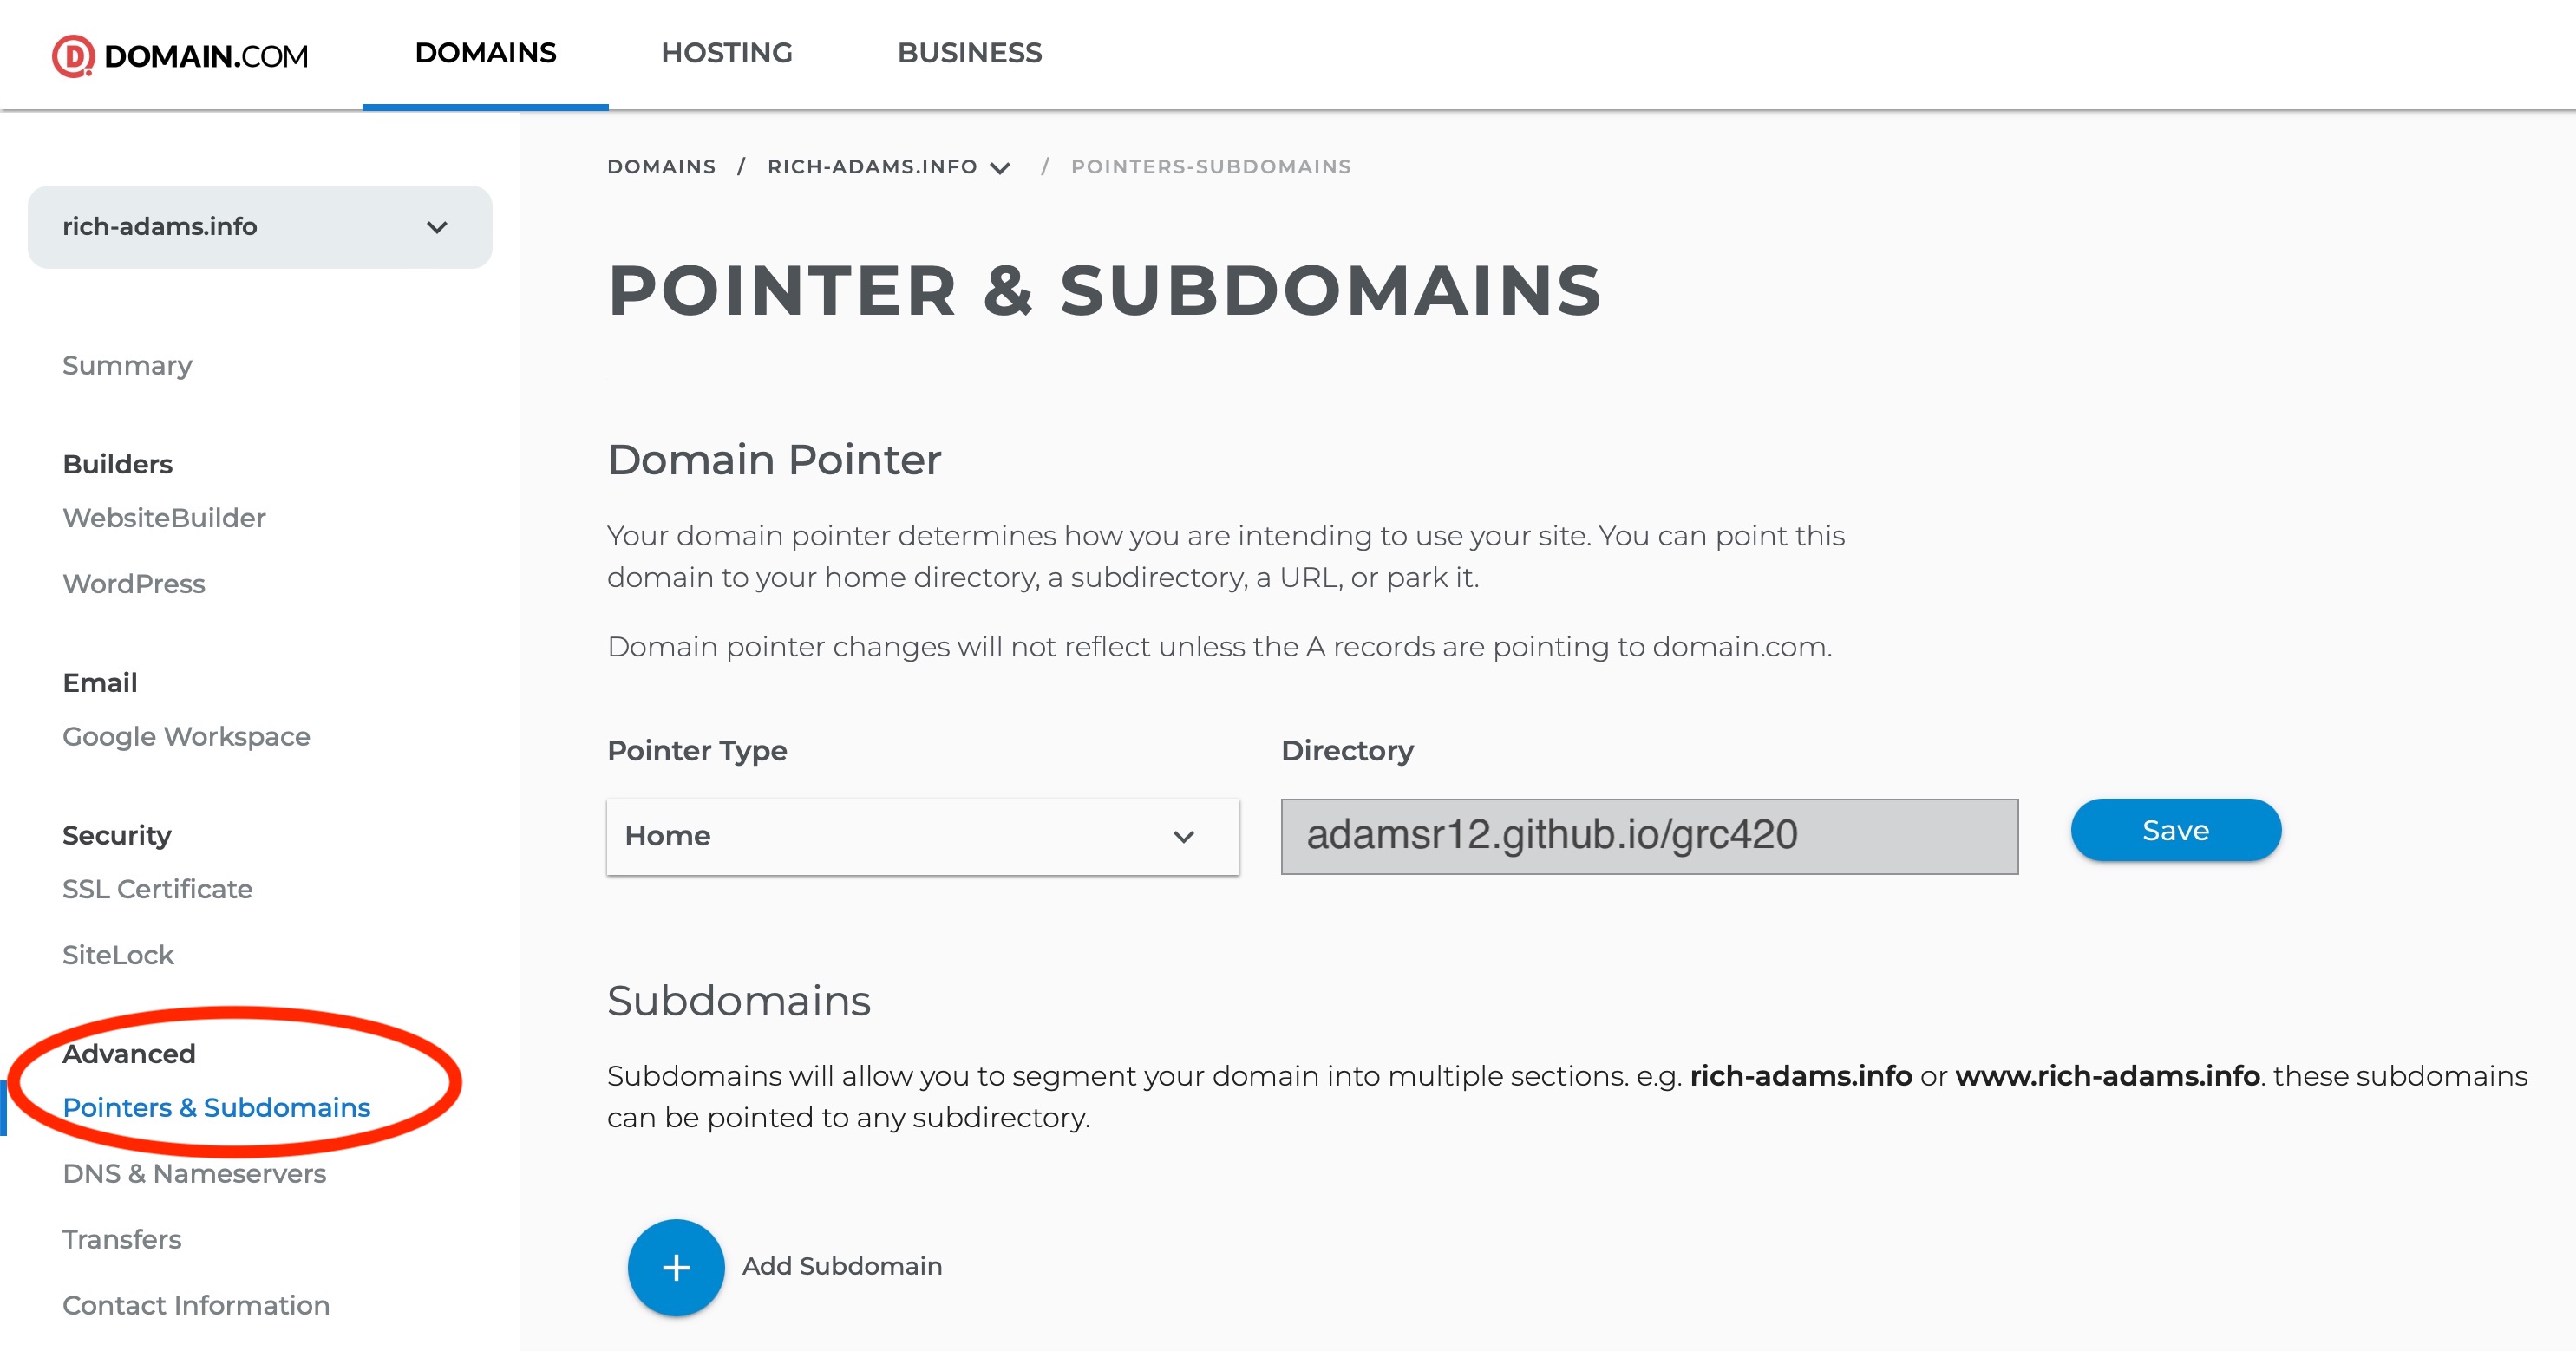 DOMAIN.COM
DOMAINS
HOSTING
BUSINESS
rich-adams.info
Summary
Builders
WebsiteBuilder
WordPress
Email
Google Workspace
Security
SSL Certificate
SiteLock
Advanced
Pointers & Subdomains
DNS & Nameservers
Transfers
Contact Information
DOMAINS / RICH-ADAMS.INFO / POINTERS-SUBDOMAINS
POINTER & SUBDOMAINS
Domain Pointer
Your domain pointer determines how you are intending to use your site. You can point this
domain to your home directory, a subdirectory, a URL, or park it.
Domain pointer changes will not reflect unless the A records are pointing to domain.com.
Pointer Type
Home
Directory
adamsr12.github.io/grc420
Save
Subdomains
Subdomains will allow you to segment your domain into multiple sections. e.g. rich-adams.info or www.rich-adams.info. these subdomains
can be pointed to any subdirectory.
+ Add Subdomain